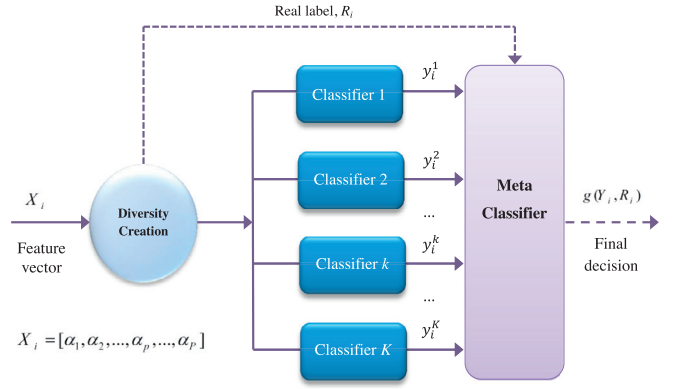 Real label, R_i
Classifier 1
y_i^1
Classifier 2
y_i^2
X_i
Feature
vector
Diversity
Creation
...
Meta
Classifier
g(Y_i, R_i)
Final
decision
Classifier k
y_i^k
...
Classifier K
y_i^K
X_i = [α_1, α_2, ..., α_p, ..., α_P]